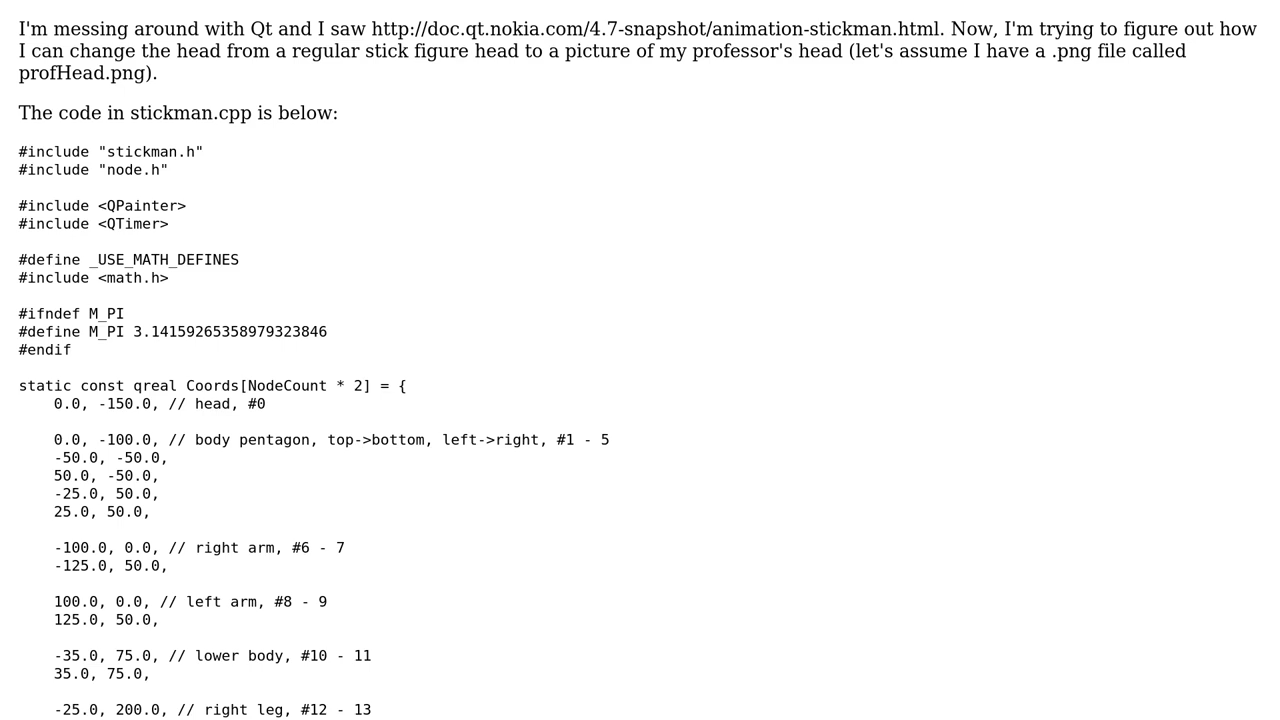 I'm messing around with Qt and I saw http://doc.qt.nokia.com/4.7-snapshot/animation-stickman.html. Now, I'm trying to figure out how
I can change the head from a regular stick figure head to a picture of my professor's head (let's assume I have a .png file called
profHead.png).
The code in stickman.cpp is below:
#include "stickman.h"
#include "node.h"
#include <QPainter>
#include <QTimer>
#define _USE_MATH_DEFINES
#include <math.h>
#ifndef M_PI
#define M_PI 3.14159265358979323846
#endif
static const qreal Coords[NodeCount * 2] = {
    0.0, -150.0, // head, #0
    0.0, -100.0, // body pentagon, top->bottom, left->right, #1 - 5
    -50.0, -50.0,
    50.0, -50.0,
    -25.0, 50.0,
    25.0, 50.0,
    -100.0, 0.0, // right arm, #6 - 7
    -125.0, 50.0,
    100.0, 0.0, // left arm, #8 - 9
    125.0, 50.0,
    -35.0, 75.0, // lower body, #10 - 11
    35.0, 75.0,
    -25.0, 200.0, // right leg, #12 - 13